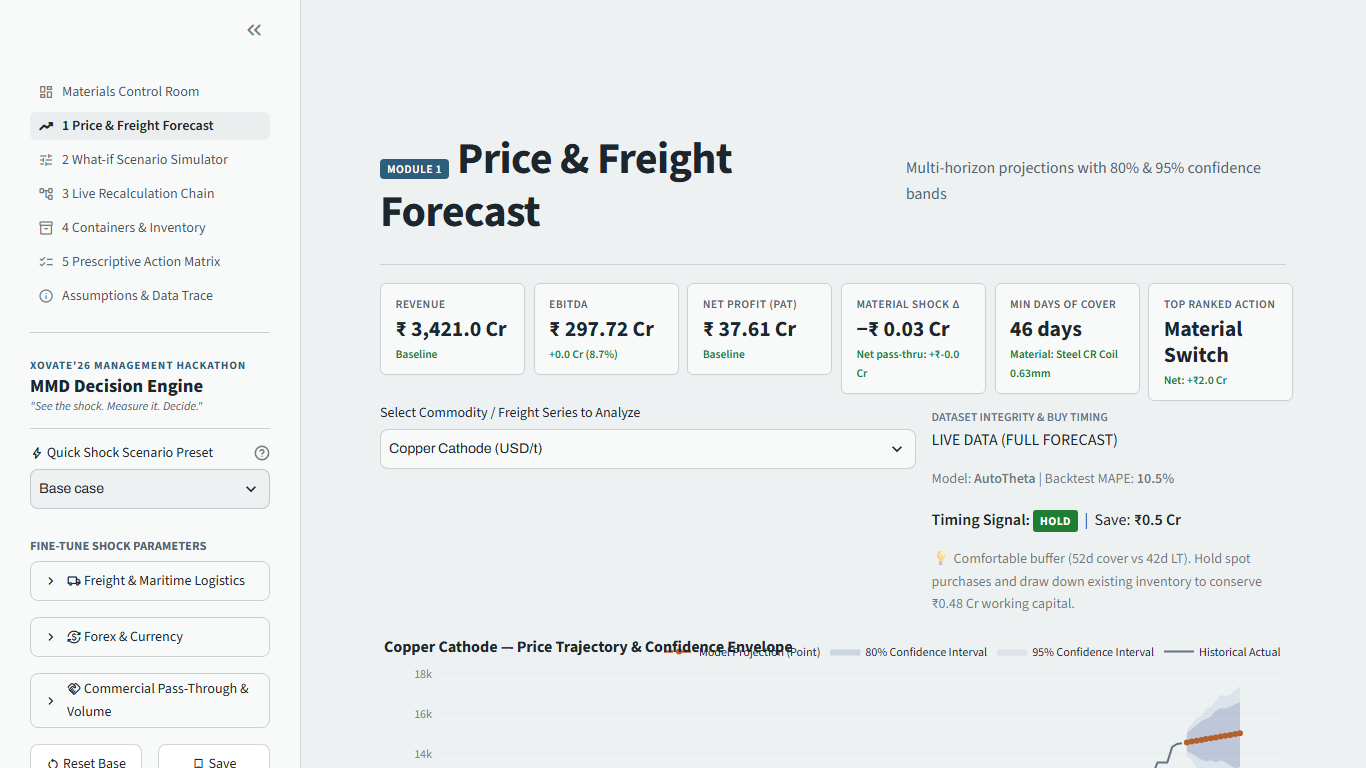 Materials Control Room
1 Price & Freight Forecast
2 What-if Scenario Simulator
3 Live Recalculation Chain
4 Containers & Inventory
5 Prescriptive Action Matrix
Assumptions & Data Trace
XOVATE'26 MANAGEMENT HACKATHON
MMD Decision Engine
"See the shock. Measure it. Decide."
Quick Shock Scenario Preset
Base case
FINE-TUNE SHOCK PARAMETERS
Freight & Maritime Logistics
Forex & Currency
Commercial Pass-Through &
Volume
Reset Base
Save
MODULE 1 Price & Freight
Forecast
Multi-horizon projections with 80% & 95% confidence
bands
REVENUE
₹ 3,421.0 Cr
Baseline
EBITDA
₹ 297.72 Cr
+0.0 Cr (8.7%)
NET PROFIT (PAT)
₹ 37.61 Cr
Baseline
MATERIAL SHOCK Δ
−₹ 0.03 Cr
Net pass-thru: +₹-0.0
Cr
MIN DAYS OF COVER
46 days
Material: Steel CR Coil
0.63mm
TOP RANKED ACTION
Material
Switch
Net: +₹2.0 Cr
Select Commodity / Freight Series to Analyze
Copper Cathode (USD/t)
DATASET INTEGRITY & BUY TIMING
LIVE DATA (FULL FORECAST)
Model: AutoTheta | Backtest MAPE: 10.5%
Timing Signal: HOLD | Save: ₹0.5 Cr
💡 Comfortable buffer (52d cover vs 42d LT). Hold spot
purchases and draw down existing inventory to conserve
₹0.48 Cr working capital.
Copper Cathode — Price Trajectory & Confidence Envelope
Model Projection (Point)
80% Confidence Interval
95% Confidence Interval
Historical Actual
18k
16k
14k